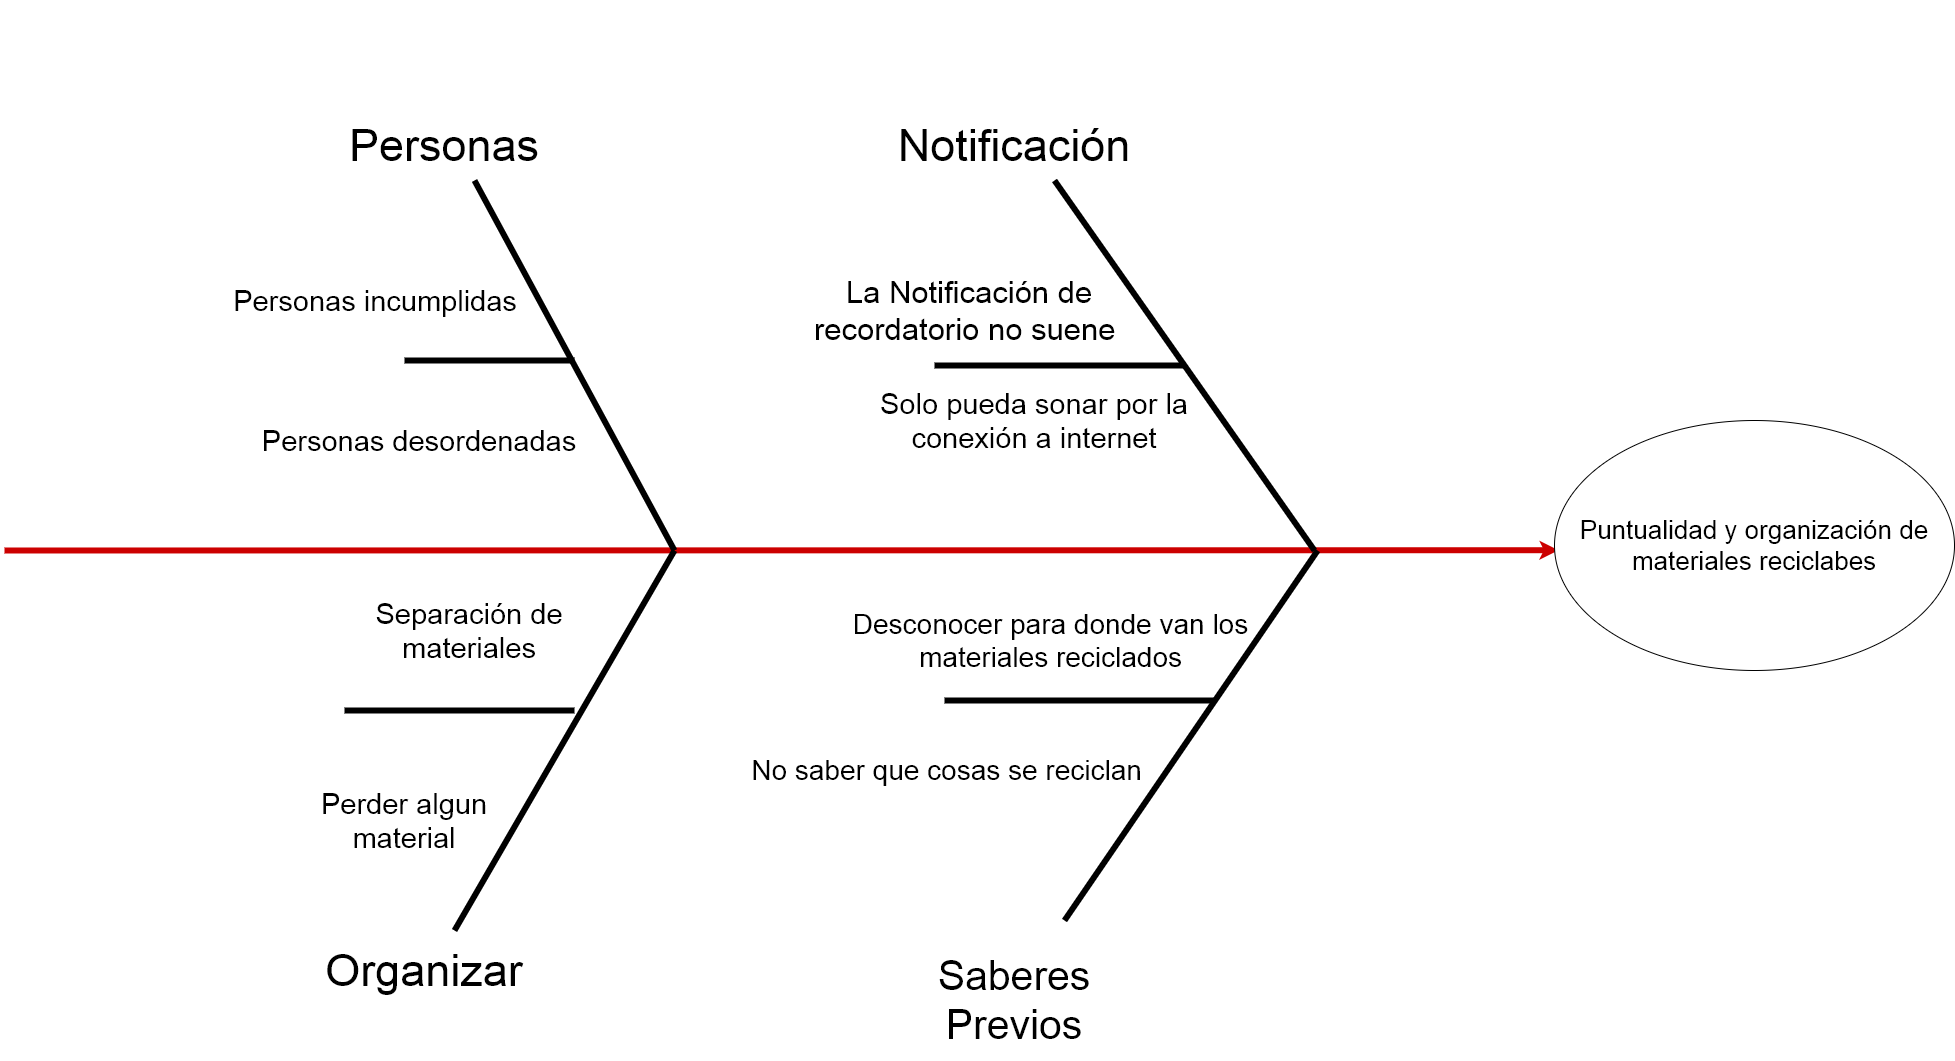 Personas
Notificación
Personas incumplidas
La Notificación de
recordatorio no suene
Personas desordenadas
Solo pueda sonar por la
conexión a internet
Puntualidad y organización de
materiales reciclabes
Separación de
materiales
Desconocer para donde van los
materiales reciclados
Perder algun
material
No saber que cosas se reciclan
Organizar
Saberes
Previos